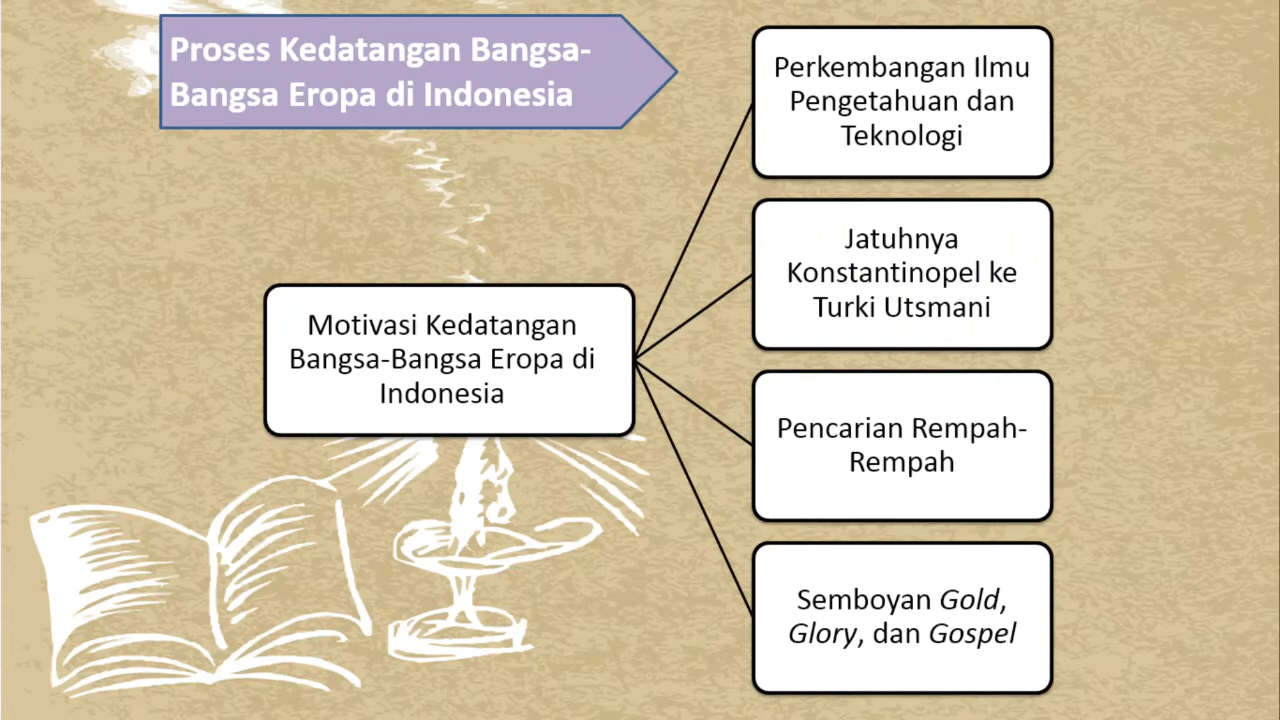 Proses Kedatangan Bangsa-
Bangsa Eropa di Indonesia
Motivasi Kedatangan
Bangsa-Bangsa Eropa di
Indonesia
Perkembangan Ilmu
Pengetahuan dan
Teknologi
Jatuhnya
Konstantinopel ke
Turki Utsmani
Pencarian Rempah-
Rempah
Semboyan Gold,
Glory, dan Gospel